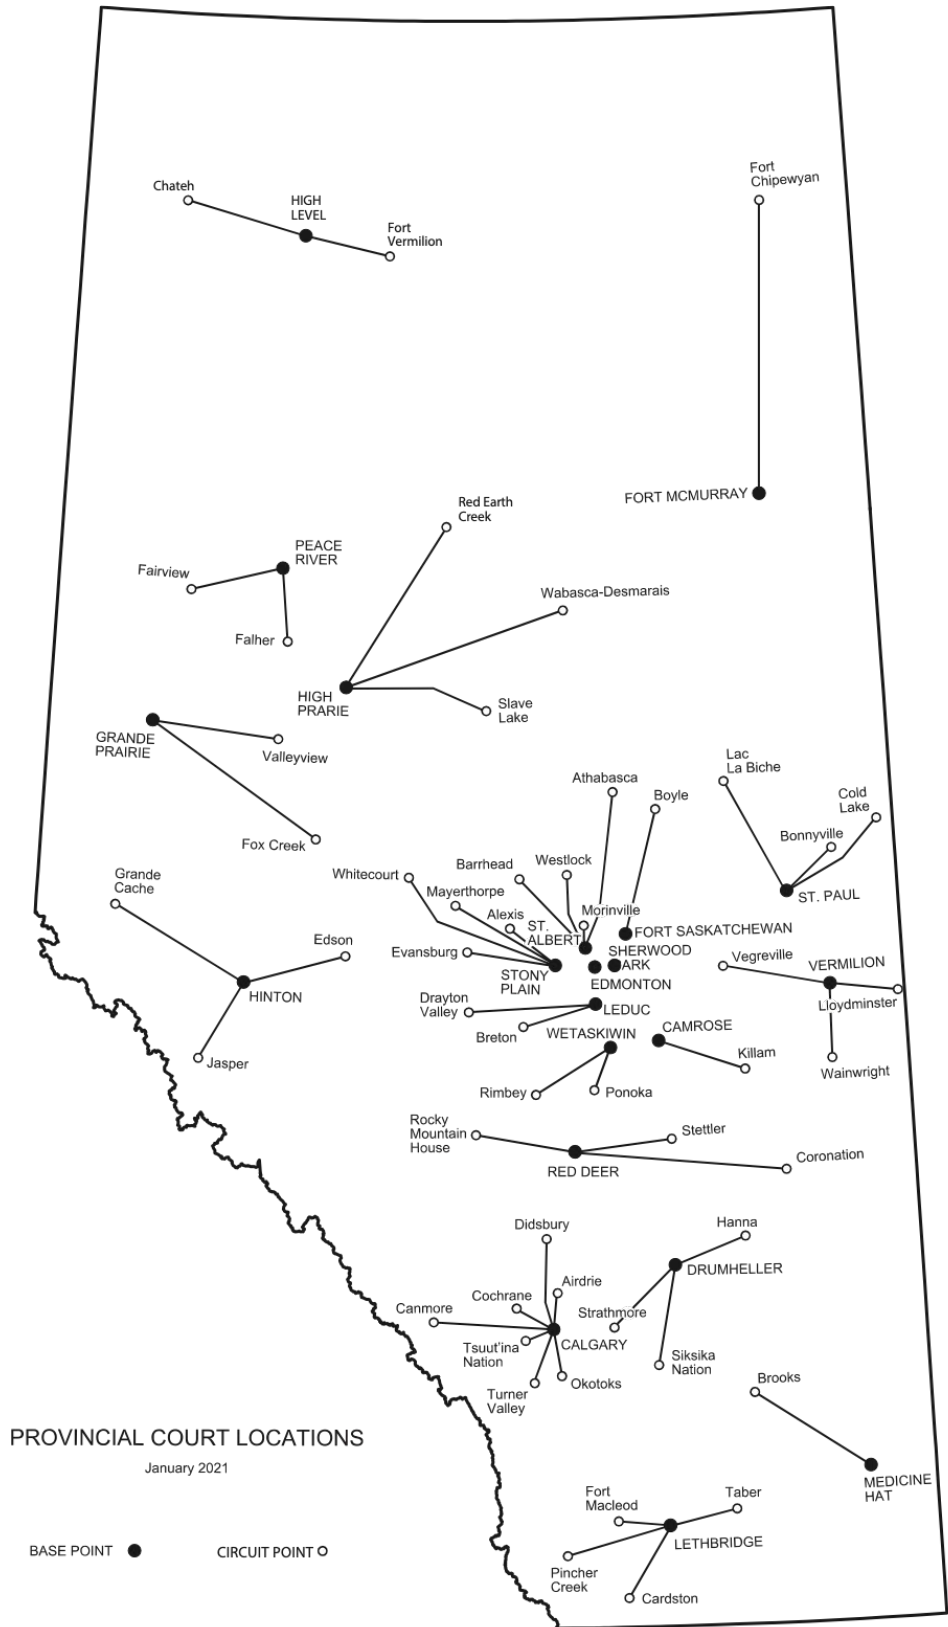 Chateh
HIGH
LEVEL
Fort
Vermilion
Fort
Chipewyan
FORT MCMURRAY
Red Earth
Creek
PEACE
RIVER
Fairview
Falher
Wabasca-Desmarais
HIGH
PRARIE
Slave
Lake
GRANDE
PRAIRIE
Valleyview
Fox Creek
Lac
La Biche
Cold
Lake
Bonnyville
ST. PAUL
Athabasca
Boyle
Whitecourt
Barrhead
Westlock
Mayerthorpe
Alexis
ST.
ALBERT
Morinville
FORT SASKATCHEWAN
Evansburg
STONY
PLAIN
SHERWOOD
ARK
EDMONTON
Grande
Cache
Edson
HINTON
Jasper
Vegreville
VERMILION
Lloydminster
Wainwright
Drayton
Valley
LEDUC
Breton
WETASKIWIN
CAMROSE
Killam
Rimbey
Ponoka
Rocky
Mountain
House
Stettler
RED DEER
Coronation
Didsbury
Hanna
DRUMHELLER
Airdrie
Cochrane
Canmore
Strathmore
CALGARY
Tsuut'ina
Nation
Siksika
Nation
Okotoks
Turner
Valley
Brooks
MEDICINE
HAT
PROVINCIAL COURT LOCATIONS
January 2021
Fort
Macleod
Taber
LETHBRIDGE
BASE POINT
CIRCUIT POINT
Pincher
Creek
Cardston